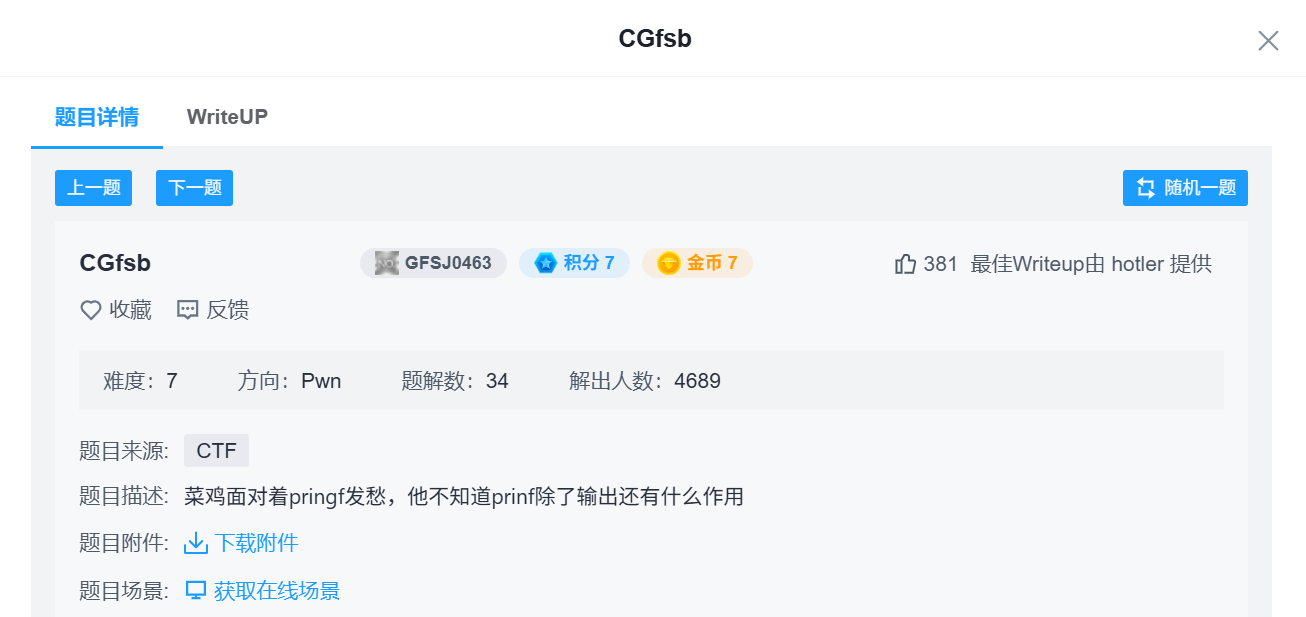 CGfsb
题目详情 WriteUP
上一题 下一题 随机一题
CGfsb GFSJ0463 积分 7 金币 7 381 最佳Writeup由 hotler 提供
收藏 反馈
难度：7 方向：Pwn 题解数：34 解出人数：4689
题目来源: CTF
题目描述: 菜鸡面对着pringf发愁，他不知道prinf除了输出还有什么作用
题目附件: 下载附件
题目场景: 获取在线场景